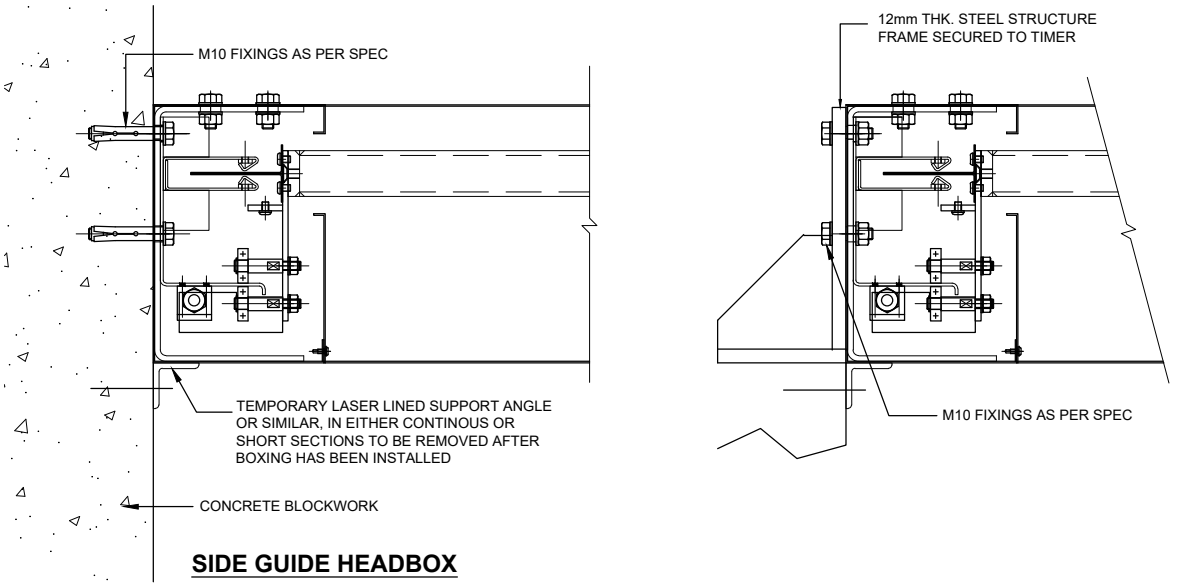 M10 FIXINGS AS PER SPEC
12mm THK. STEEL STRUCTURE
FRAME SECURED TO TIMER
TEMPORARY LASER LINED SUPPORT ANGLE
OR SIMILAR, IN EITHER CONTINOUS OR
SHORT SECTIONS TO BE REMOVED AFTER
BOXING HAS BEEN INSTALLED
M10 FIXINGS AS PER SPEC
CONCRETE BLOCKWORK
SIDE GUIDE HEADBOX